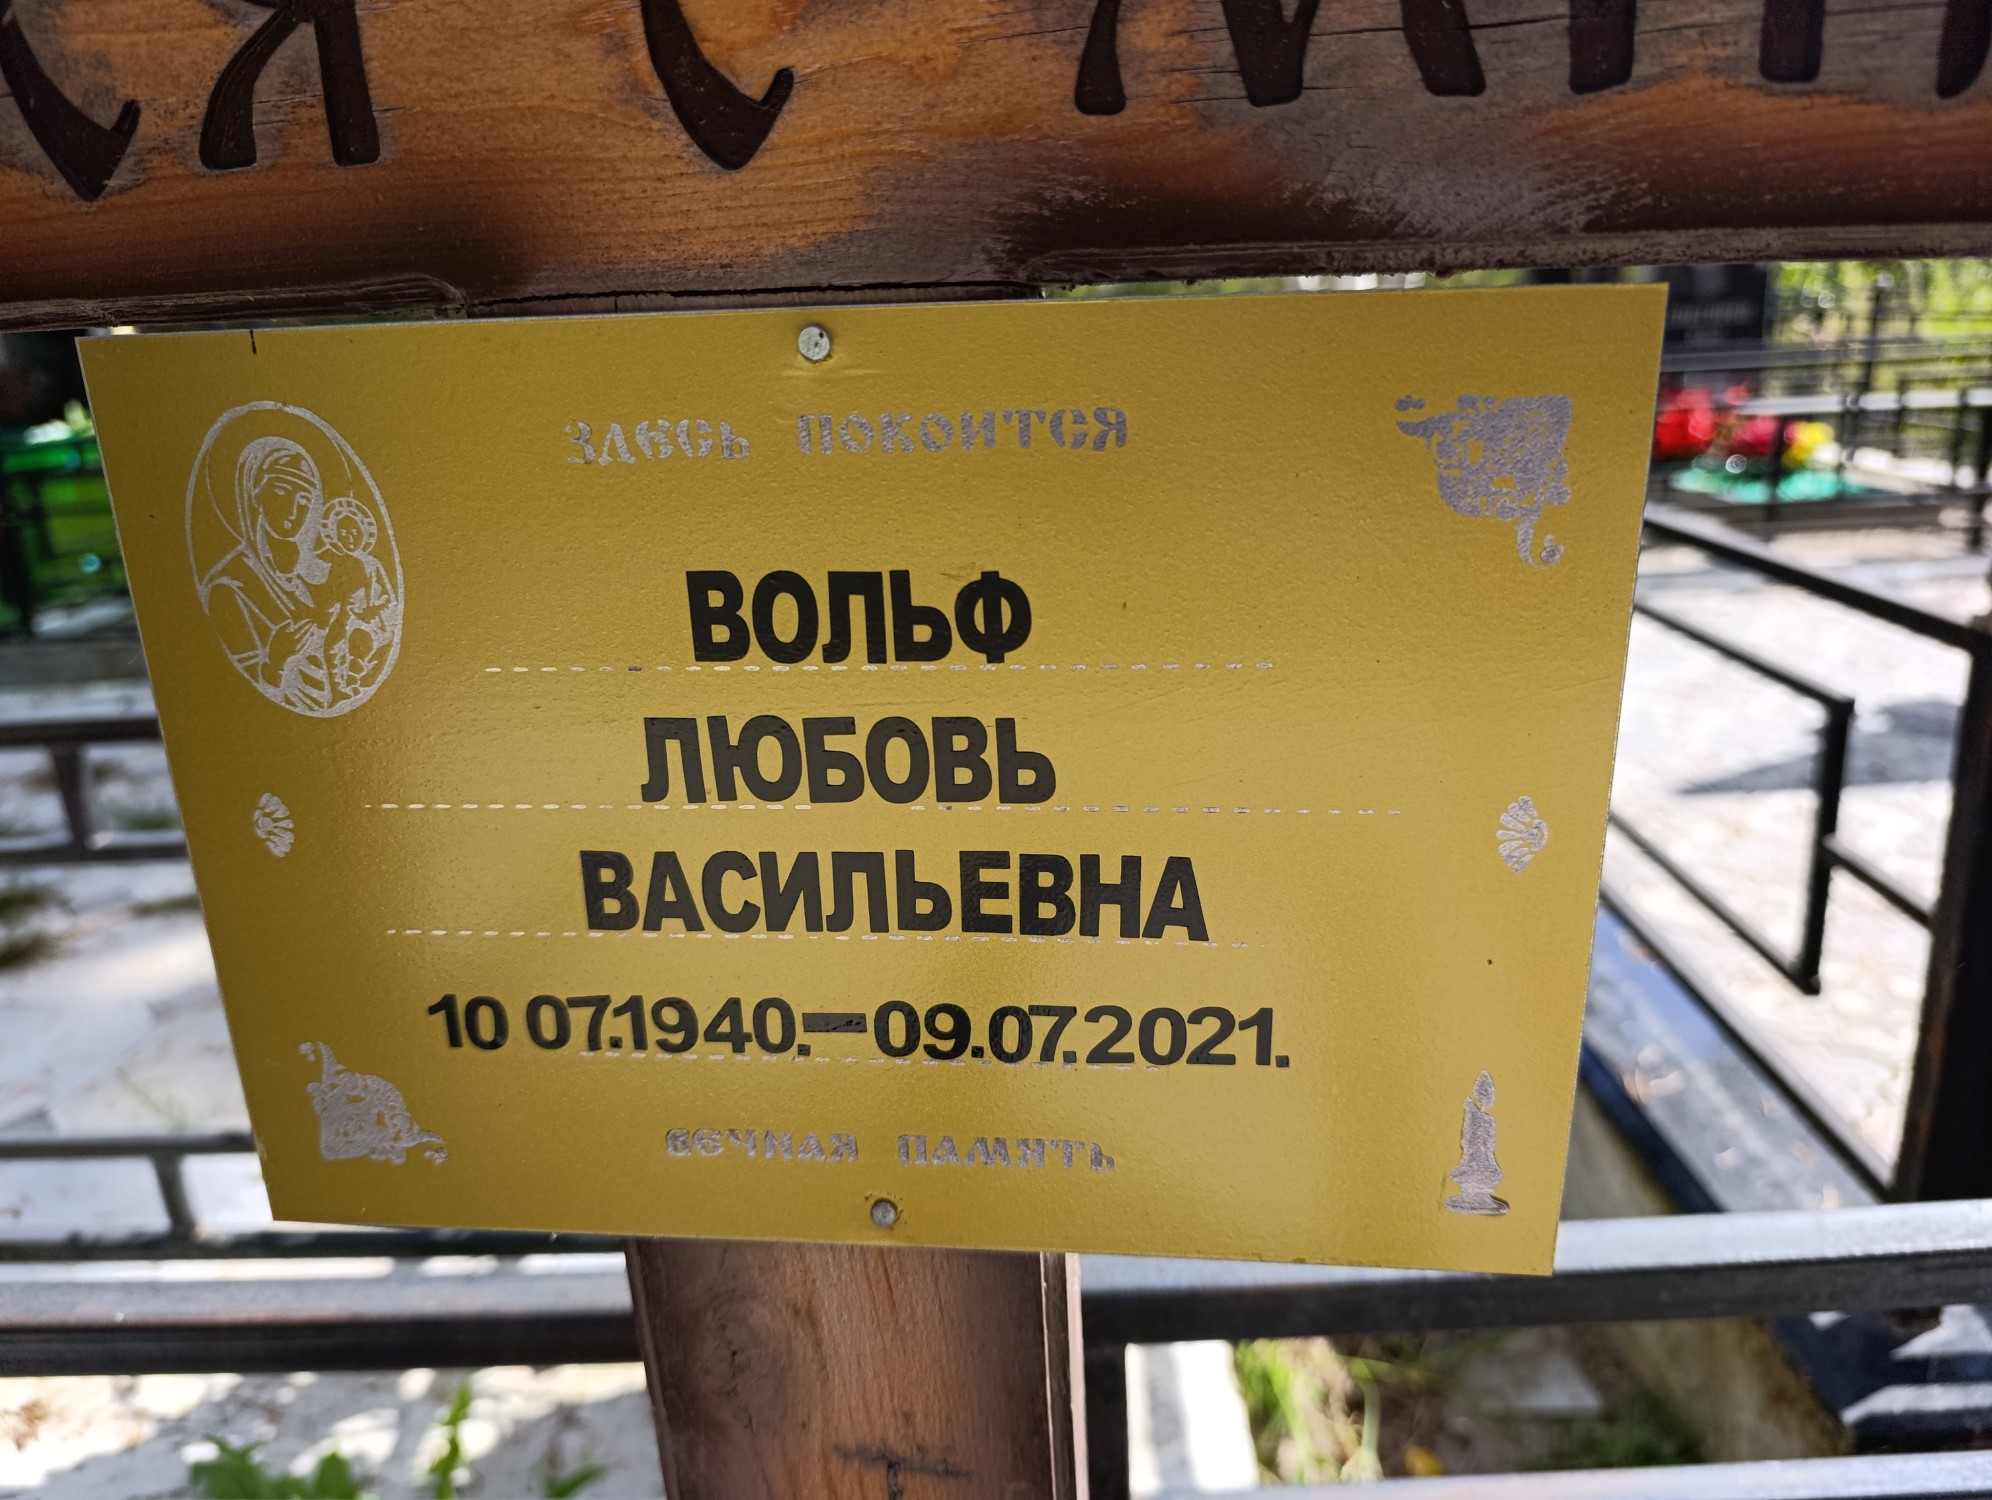 ЗДЕСЬ ПОКОИТСЯ
ВОЛЬФ
ЛЮБОВЬ
ВАСИЛЬЕВНА
10 07.1940.–09.07.2021.
ВЕЧНАЯ ПАМЯТЬ